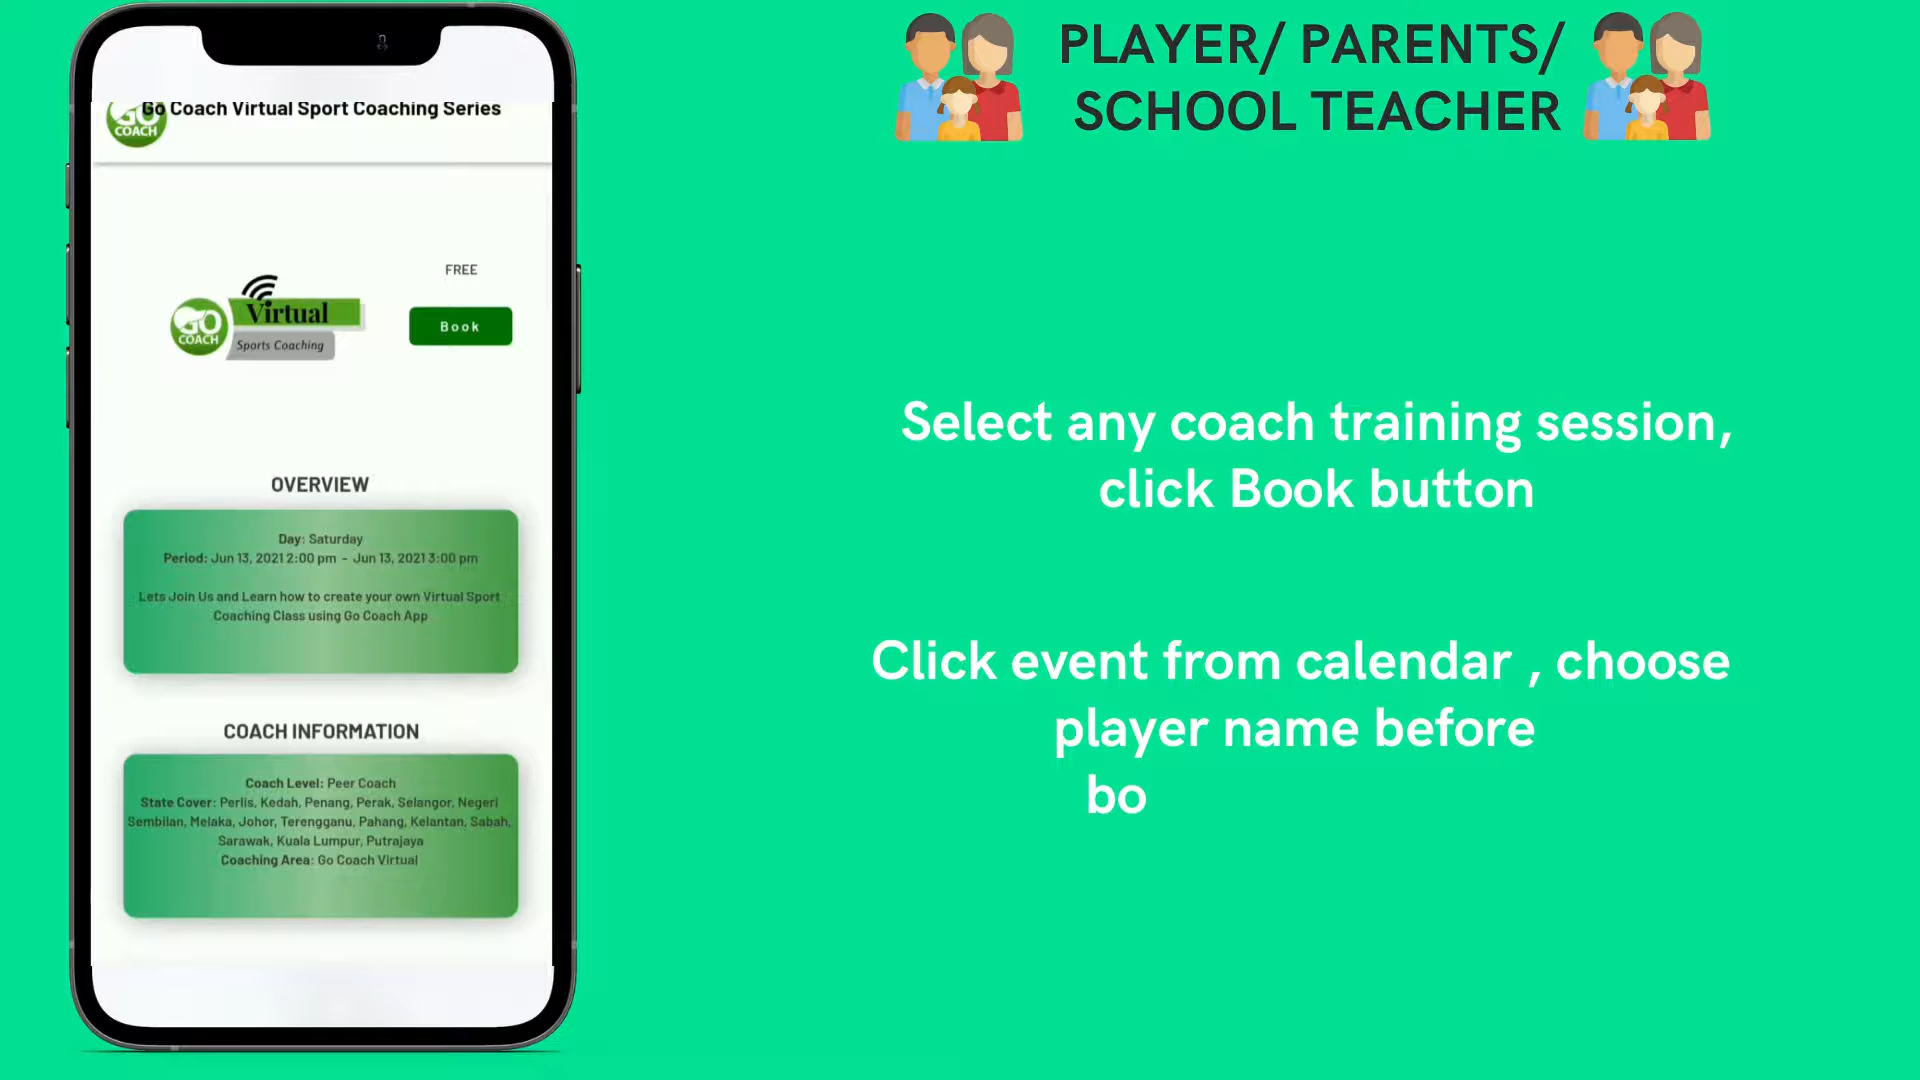 Go Coach Virtual Sport Coaching Series
GO
COACH
FREE
Virtual
GO
COACH
Sports Coaching
Book
OVERVIEW
Day: Saturday
Period: Jun 13, 2021 2:00 pm - Jun 13, 2021 3:00 pm
Lets Join Us and Learn how to create your own Virtual Sport
Coaching Class using Go Coach App
COACH INFORMATION
Coach Level: Peer Coach
State Cover: Perlis, Kedah, Penang, Perak, Selangor, Negeri
Sembilan, Melaka, Johor, Terengganu, Pahang, Kelantan, Sabah,
Sarawak, Kuala Lumpur, Putrajaya
Coaching Area: Go Coach Virtual
PLAYER/ PARENTS/
SCHOOL TEACHER
Select any coach training session,
click Book button
Click event from calendar , choose
player name before
bo